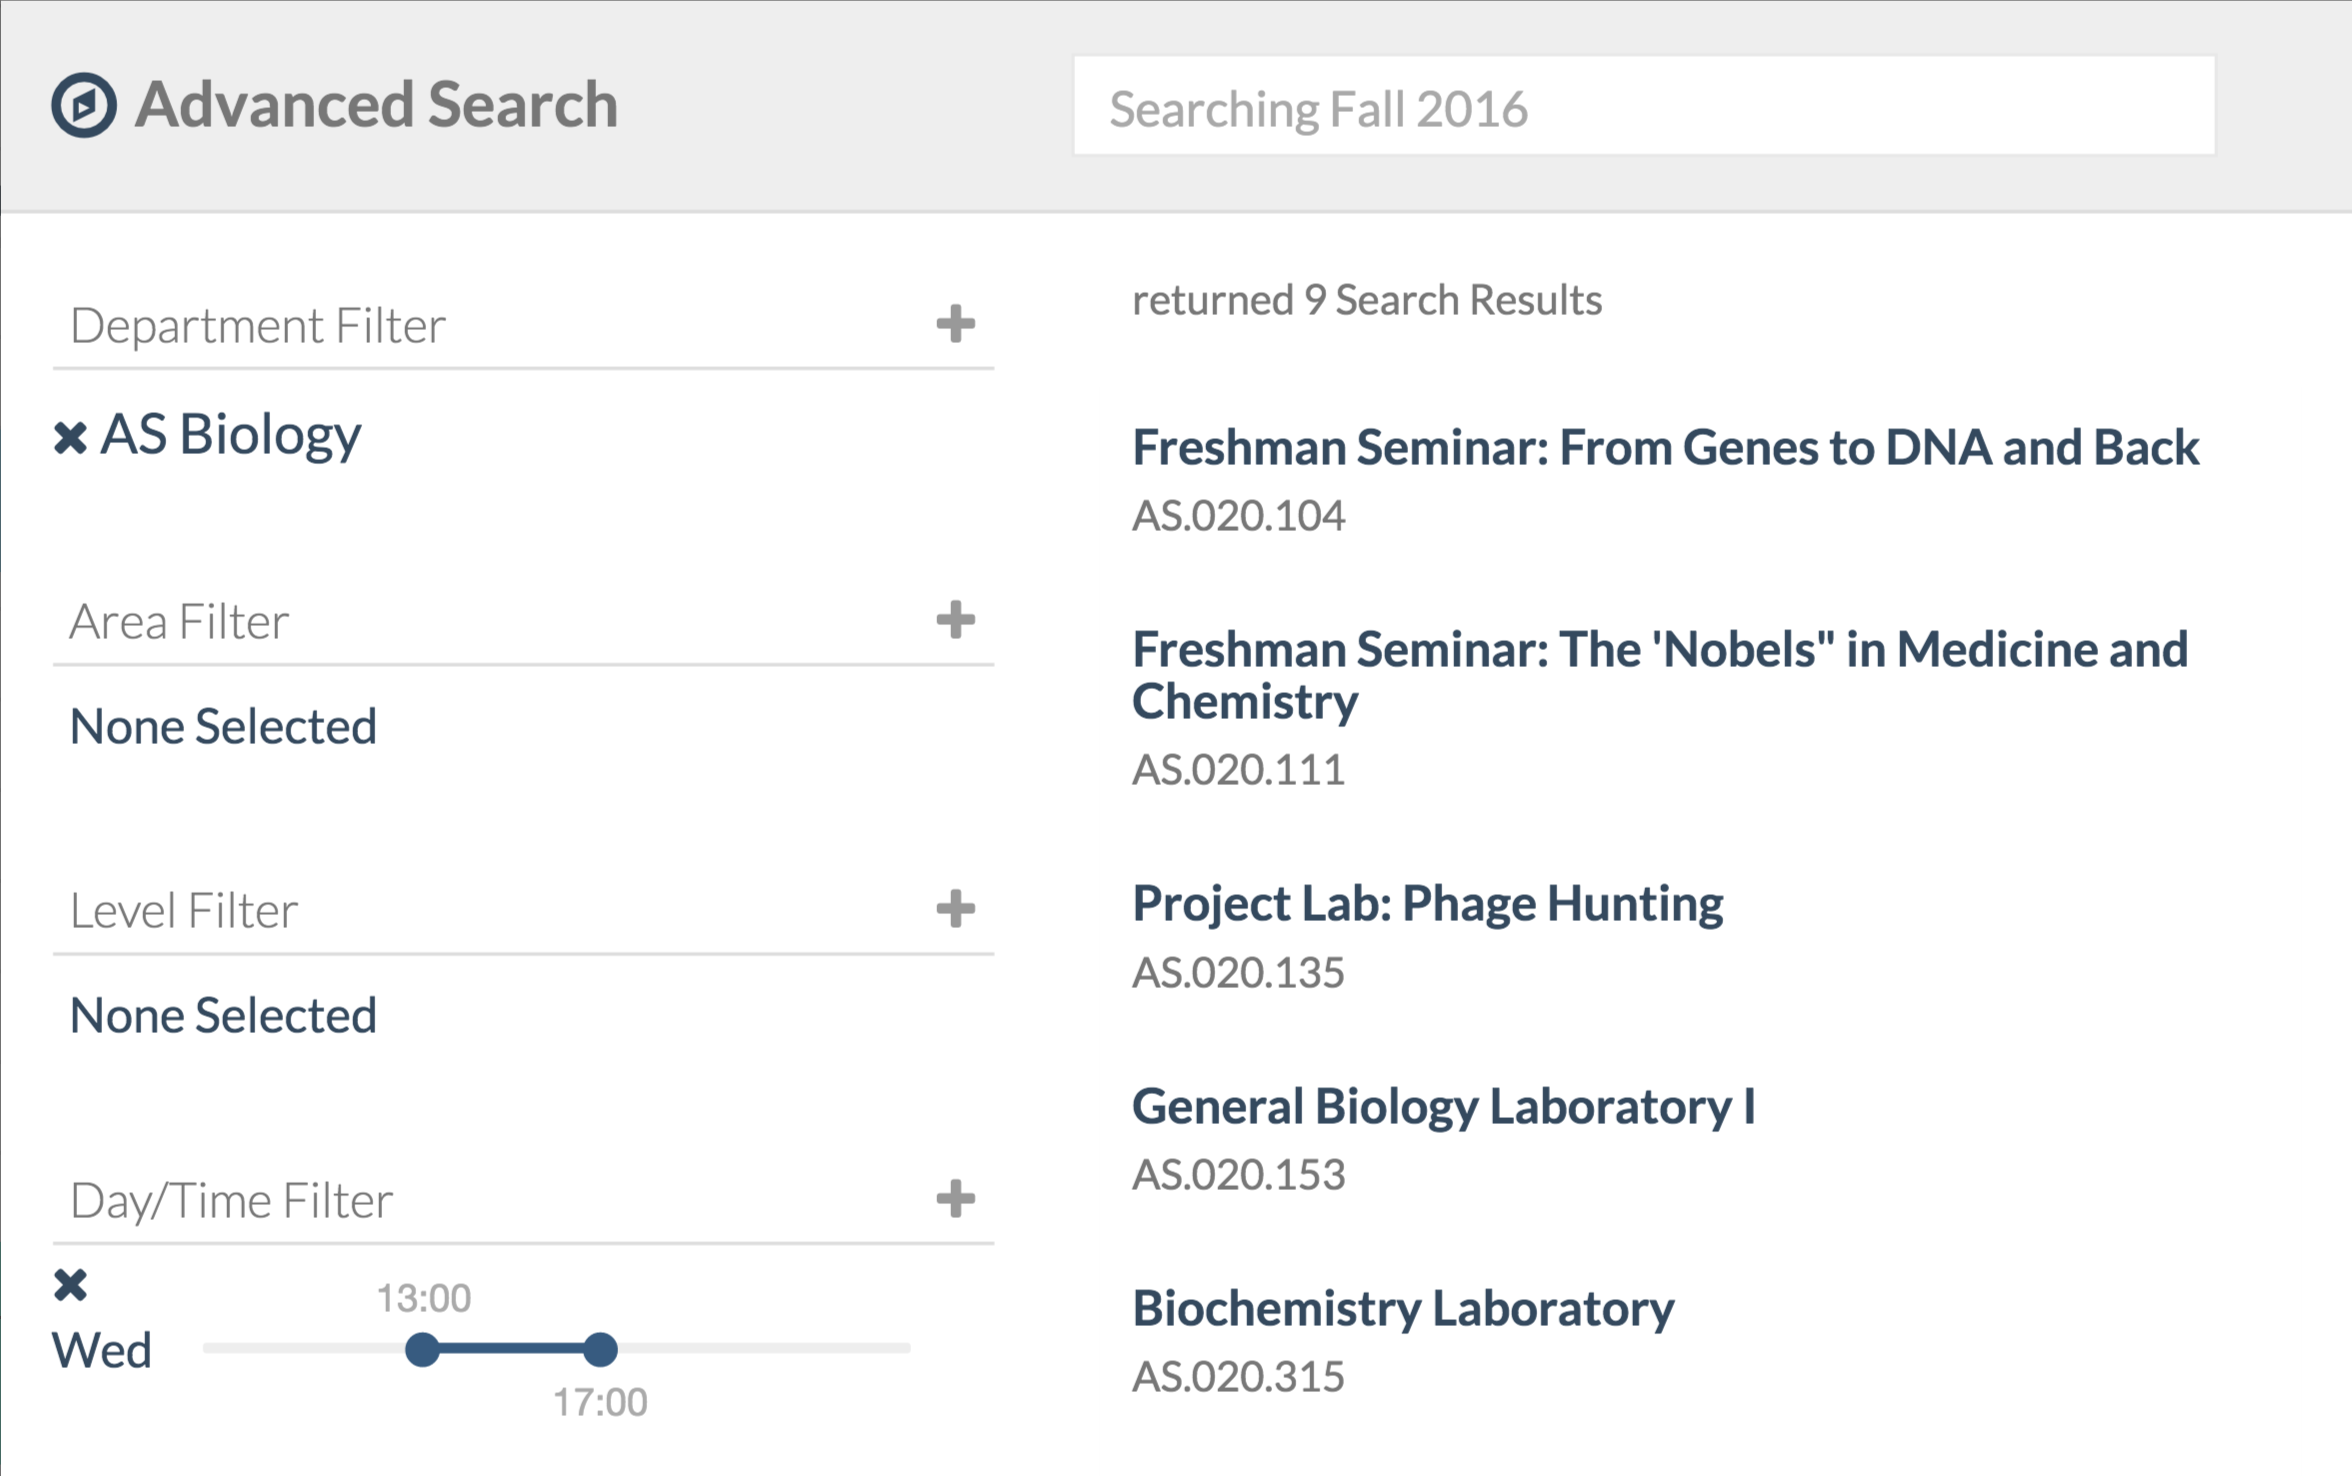 Advanced Search
Searching Fall 2016
Department Filter
AS Biology
Area Filter
None Selected
Level Filter
None Selected
Day/Time Filter
13:00
Wed
17:00
returned 9 Search Results
Freshman Seminar: From Genes to DNA and Back
AS.020.104
Freshman Seminar: The 'Nobels" in Medicine and
Chemistry
AS.020.111
Project Lab: Phage Hunting
AS.020.135
General Biology Laboratory I
AS.020.153
Biochemistry Laboratory
AS.020.315